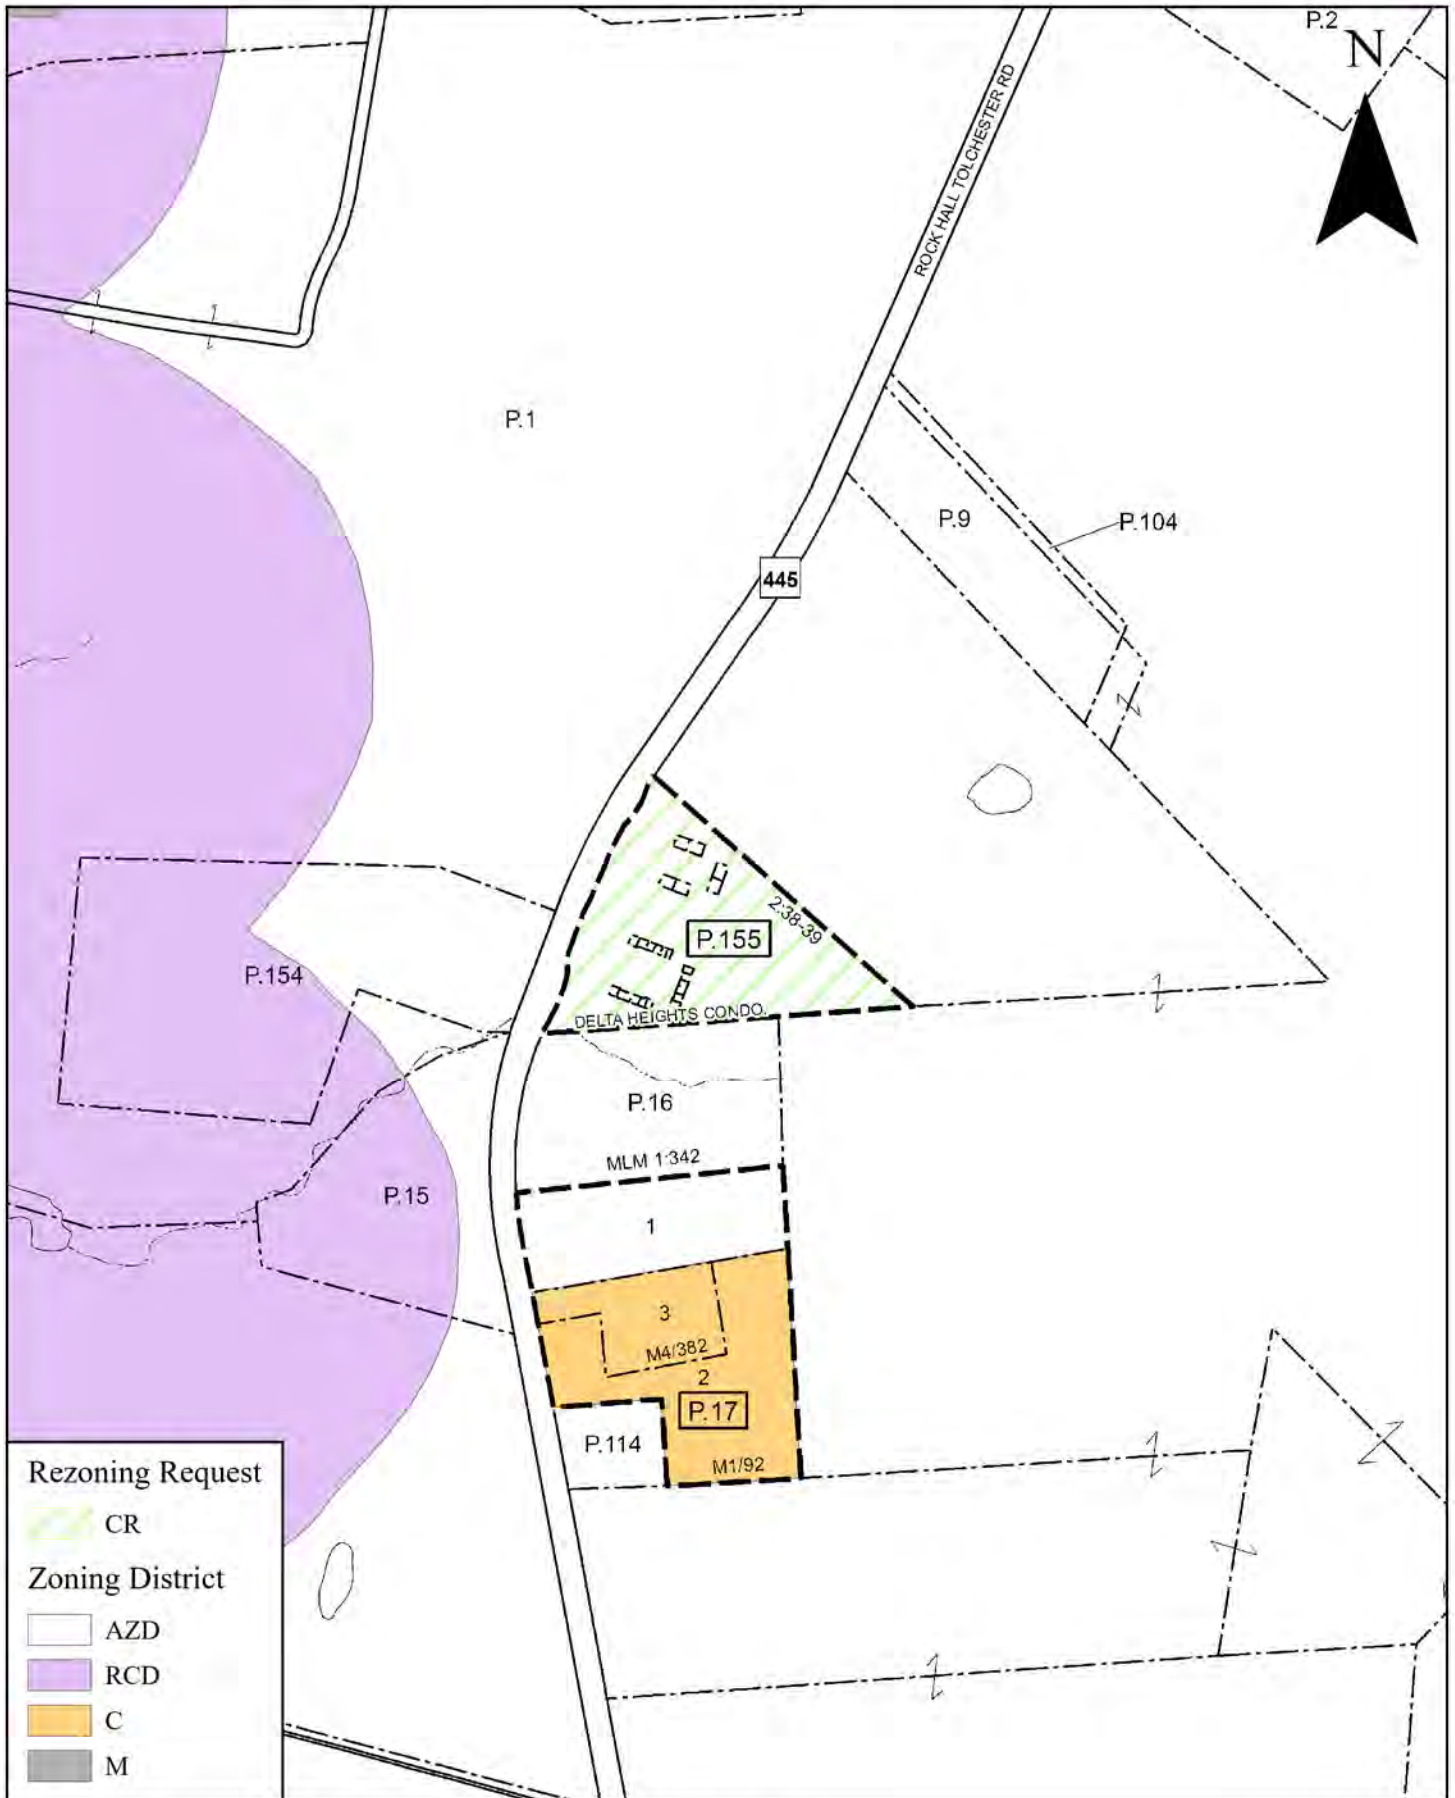 P.2
N
ROCK HALL TOLCHESTER RD
P.1
P.9
P.104
445
2:38-39
P.155
P.154
DELTA HEIGHTS CONDO.
P.16
MLM 1:342
P.15
1
3
M4/382
2
P.17
P.114
M1/92
Rezoning Request
CR
Zoning District
AZD
RCD
C
M